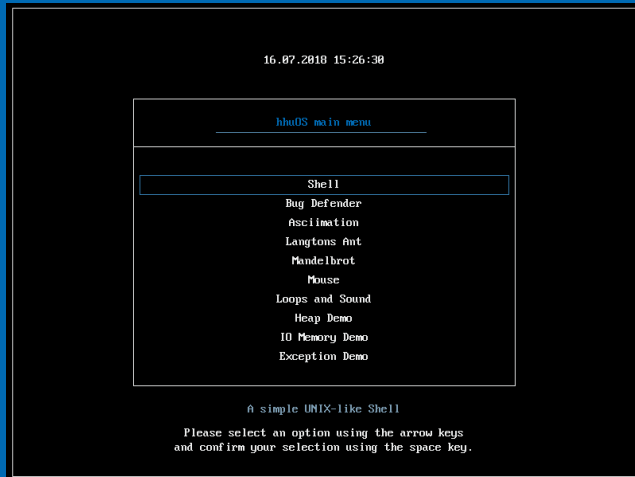 16.07.2018 15:26:30
hhuOS main menu
Shell
Bug Defender
Asciimation
Langtons Ant
Mandelbrot
Mouse
Loops and Sound
Heap Demo
IO Memory Demo
Exception Demo
A simple UNIX-like Shell
Please select an option using the arrow keys
and confirm your selection using the space key.